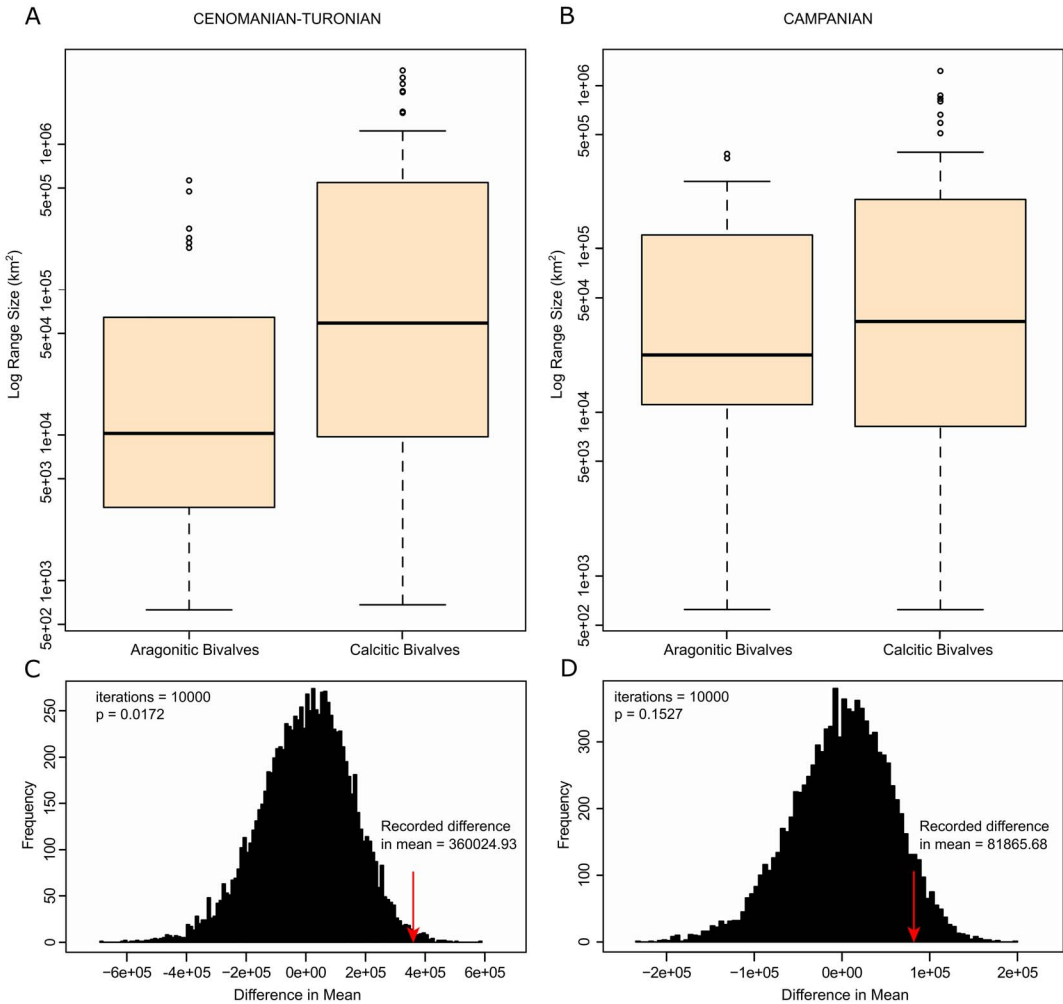 A
CENOMANIAN-TURONIAN
Log Range Size (km²)
1e+06
5e+05
1e+05
5e+04
1e+04
5e+03
1e+03
5e+02
Aragonitic Bivalves
Calcitic Bivalves
B
CAMPANIAN
Log Range Size (km²)
1e+06
5e+05
1e+05
5e+04
1e+04
5e+03
1e+03
5e+02
Aragonitic Bivalves
Calcitic Bivalves
C
iterations = 10000
p = 0.0172
Frequency
250
200
150
100
50
0
Recorded difference
in mean = 360024.93
−6e+05 −4e+05 −2e+05 0e+00 2e+05 4e+05 6e+05
Difference in Mean
D
iterations = 10000
p = 0.1527
Frequency
300
200
100
0
Recorded difference
in mean = 81865.68
−2e+05 −1e+05 0e+00 1e+05 2e+05
Difference in Mean